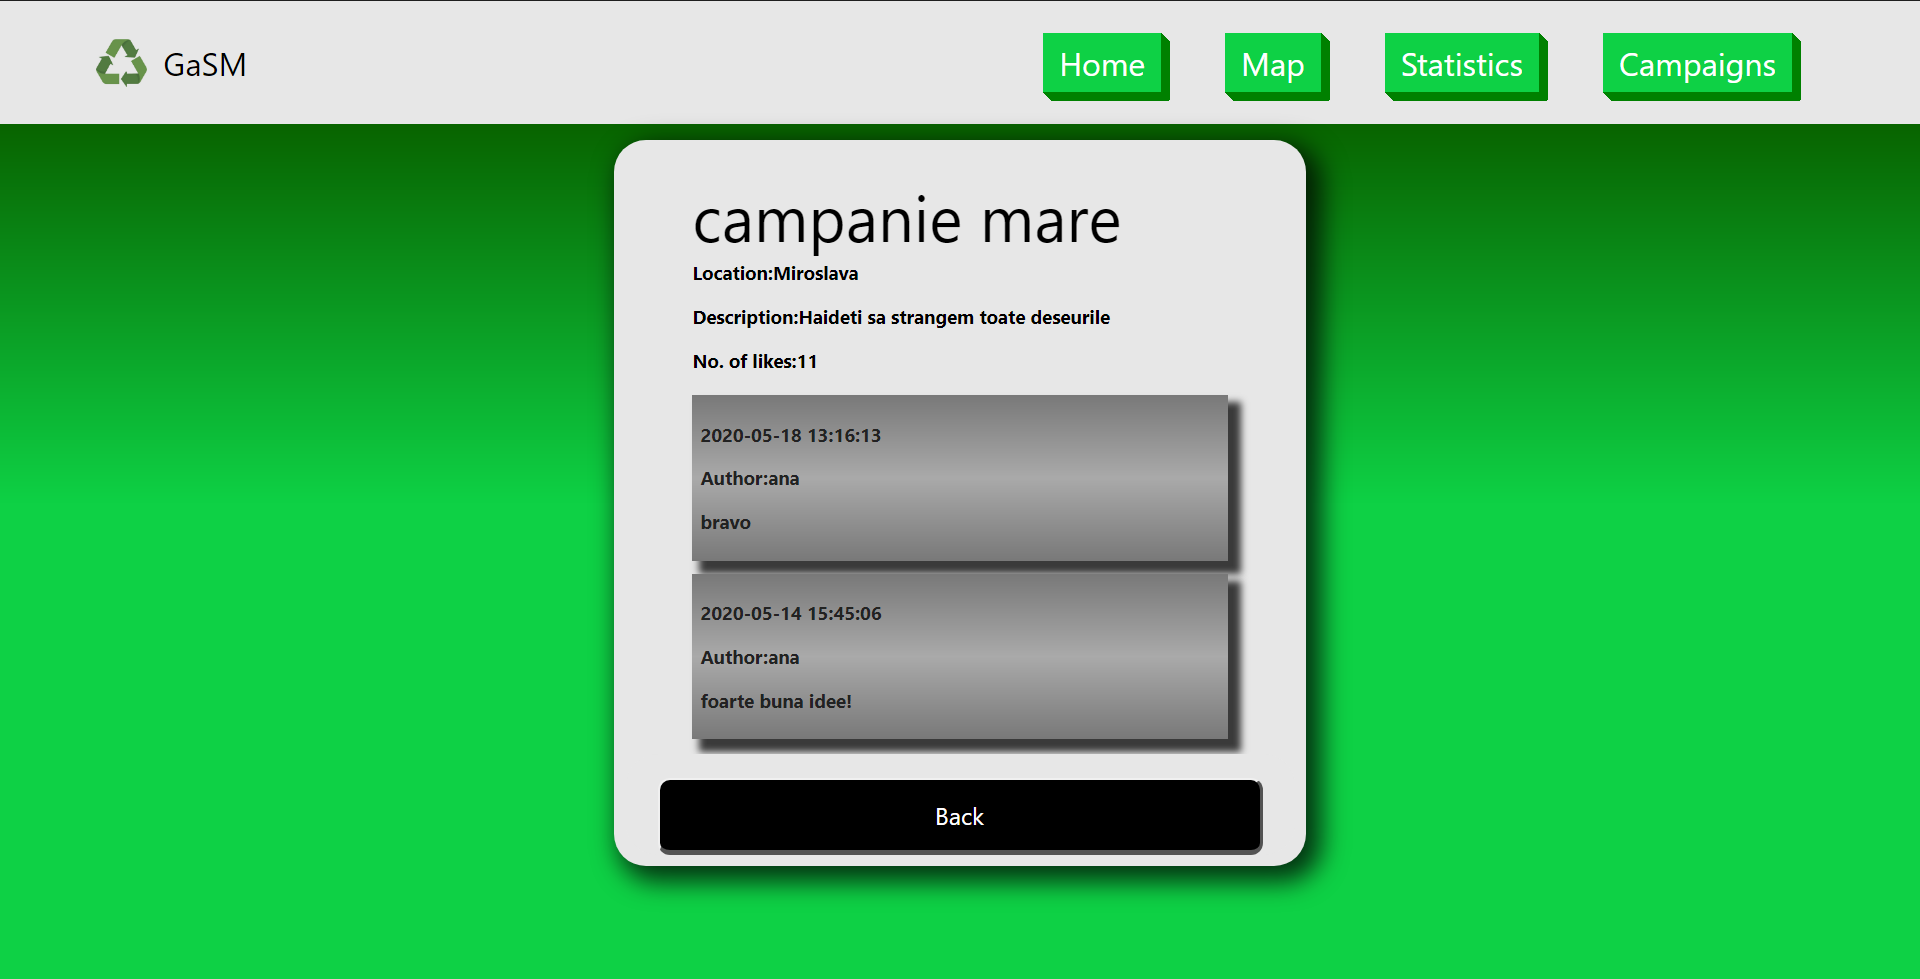 GaSM
Home
Map
Statistics
Campaigns
campanie mare
Location:Miroslava
Description:Haideti sa strangem toate deseurile
No. of likes:11
2020-05-18 13:16:13
Author:ana
bravo
2020-05-14 15:45:06
Author:ana
foarte buna idee!
Back